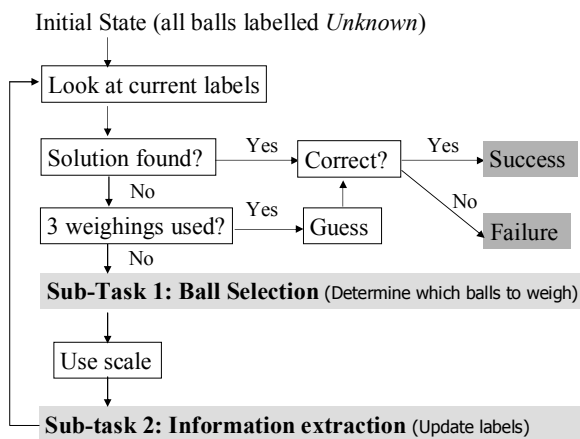 Initial State (all balls labelled Unknown)
Look at current labels
Solution found?
Yes
Correct?
Yes
Success
No
No
3 weighings used?
Yes
Guess
Failure
No
Sub-Task 1: Ball Selection (Determine which balls to weigh)
Use scale
Sub-task 2: Information extraction (Update labels)